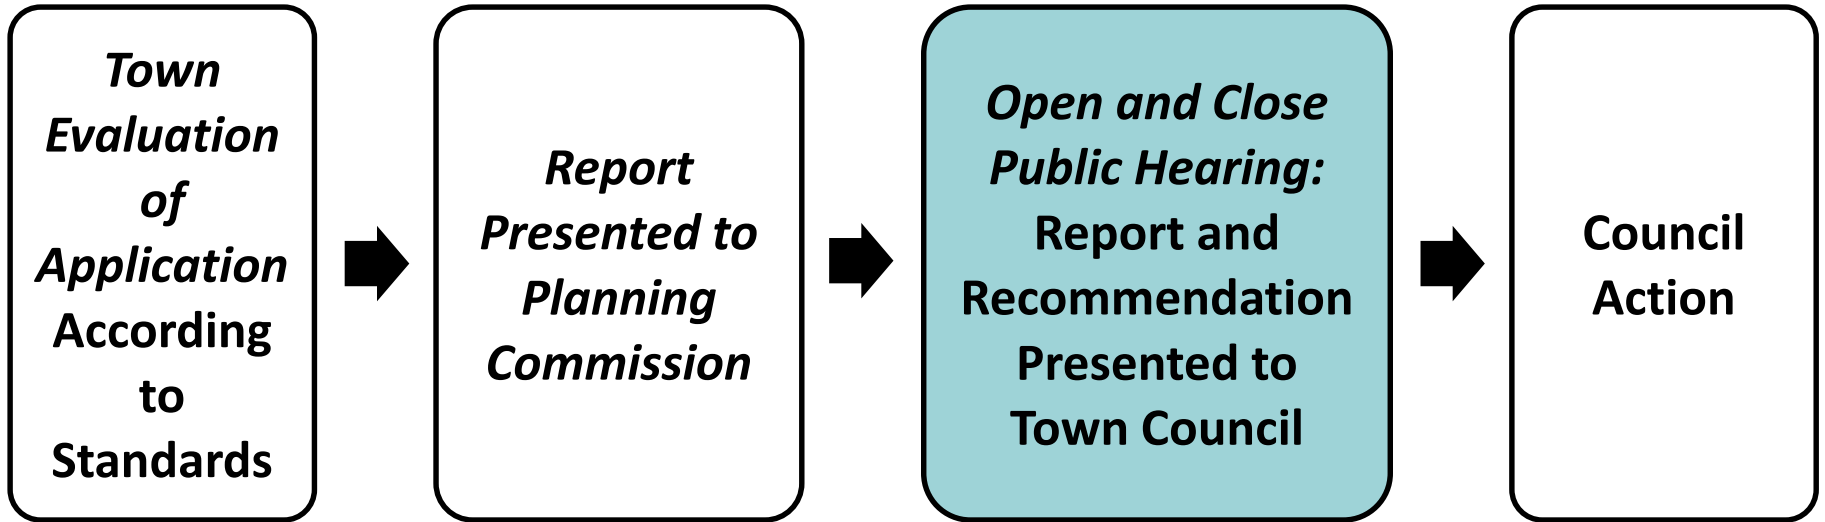 Town
Evaluation
of
Application
According
to
Standards
Report
Presented to
Planning
Commission
Open and Close
Public Hearing:
Report and
Recommendation
Presented to
Town Council
Council
Action